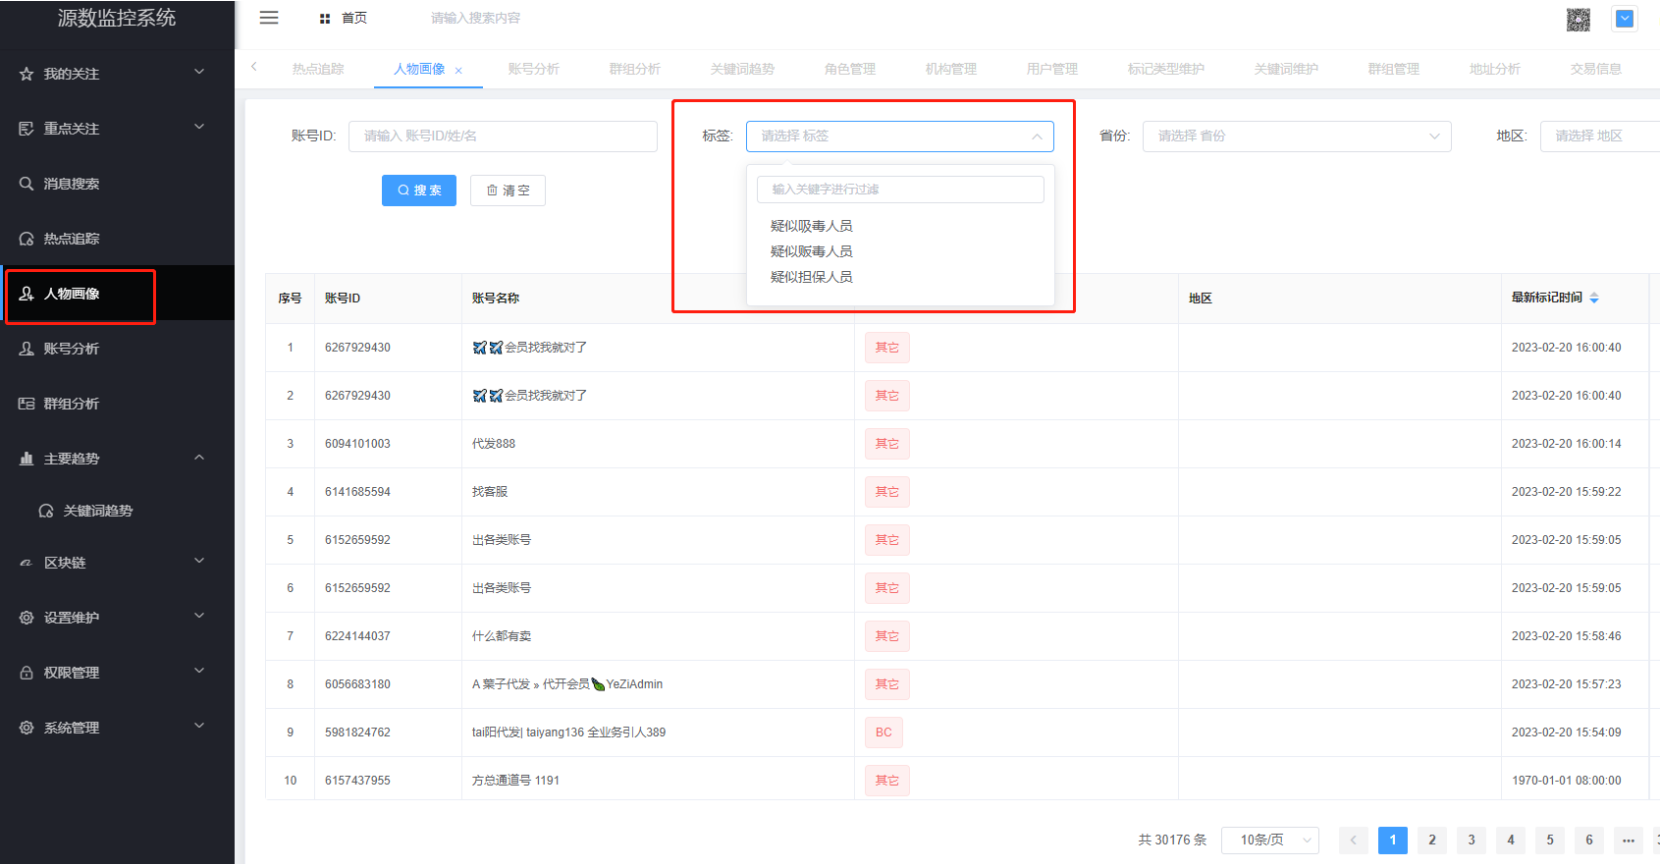 源数监控系统
首页
请输入搜索内容
我的关注
重点关注
消息搜索
热点追踪
人物画像
账号分析
群组分析
主要趋势
关键词趋势
区块链
设置维护
权限管理
系统管理
热点追踪 人物画像 × 账号分析 群组分析 关键词趋势 角色管理 机构管理 用户管理 标记类型维护 关键词维护 群组管理 地址分析 交易信息
账号ID: 请输入 账号ID/姓/名 标签: 请选择 标签 省份: 请选择 省份 地区: 请选择 地区
搜索 清空
输入关键字进行过滤
疑似吸毒人员
疑似贩毒人员
疑似担保人员
序号 账号ID 账号名称 地区 最新标记时间
1 6267929430 会员找我就对了 其它 2023-02-20 16:00:40
2 6267929430 会员找我就对了 其它 2023-02-20 16:00:40
3 6094101003 代发888 其它 2023-02-20 16:00:14
4 6141685594 找客服 其它 2023-02-20 15:59:22
5 6152659592 出各类账号 其它 2023-02-20 15:59:05
6 6152659592 出各类账号 其它 2023-02-20 15:59:05
7 6224144037 什么都有卖 其它 2023-02-20 15:58:46
8 6056683180 A 葉子代发 » 代开会员YeZiAdmin 其它 2023-02-20 15:57:23
9 5981824762 tai阳代发| taiyang136 全业务引人389 BC 2023-02-20 15:54:09
10 6157437955 方总通道号 1191 其它 1970-01-01 08:00:00
共 30176 条 10条/页 1 2 3 4 5 6 ···